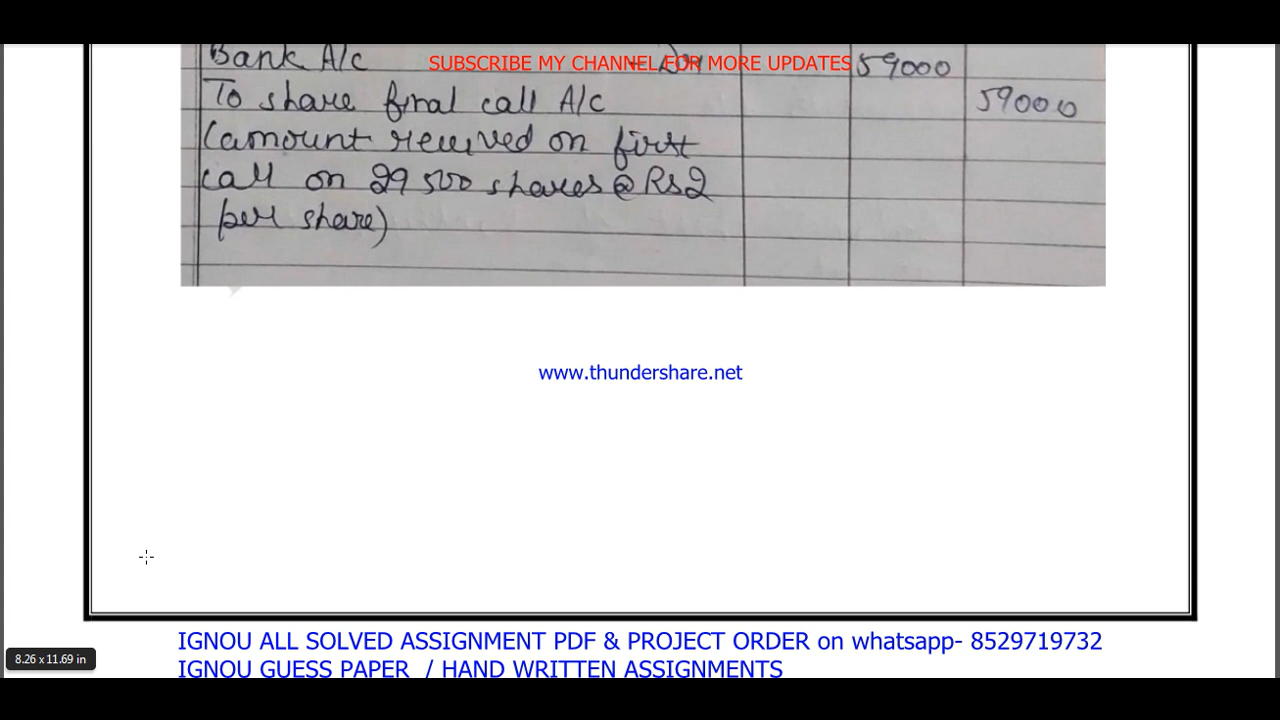 Bank A/c - Dr 59000
SUBSCRIBE MY CHANNEL FOR MORE UPDATES
To share final call A/c 59000
(amount received on first
call on 29500 shares @ Rs2
per share)
www.thundershare.net
IGNOU ALL SOLVED ASSIGNMENT PDF & PROJECT ORDER on whatsapp- 8529719732
8.26 x 11.69 in
IGNOU GUESS PAPER / HAND WRITTEN ASSIGNMENTS